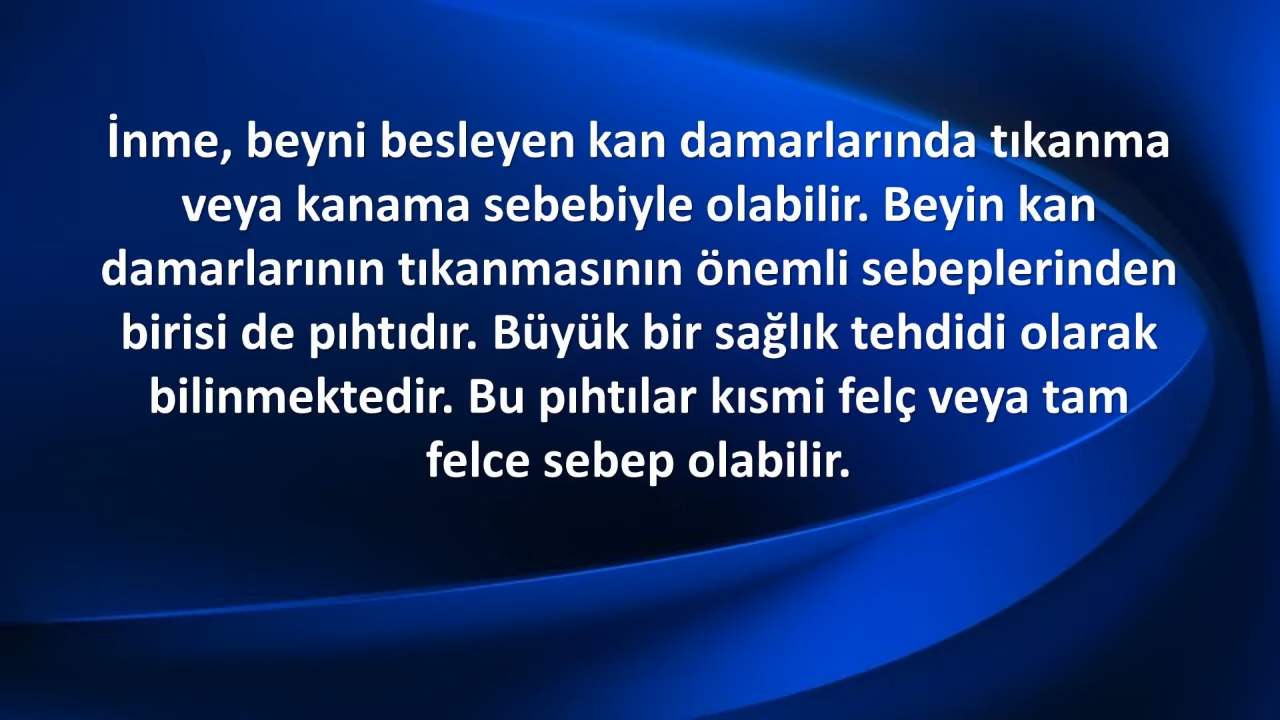 İnme, beyni besleyen kan damarlarında tıkanma
veya kanama sebebiyle olabilir. Beyin kan
damarlarının tıkanmasının önemli sebeplerinden
birisi de pıhtıdır. Büyük bir sağlık tehdidi olarak
bilinmektedir. Bu pıhtılar kısmi felç veya tam
felce sebep olabilir.